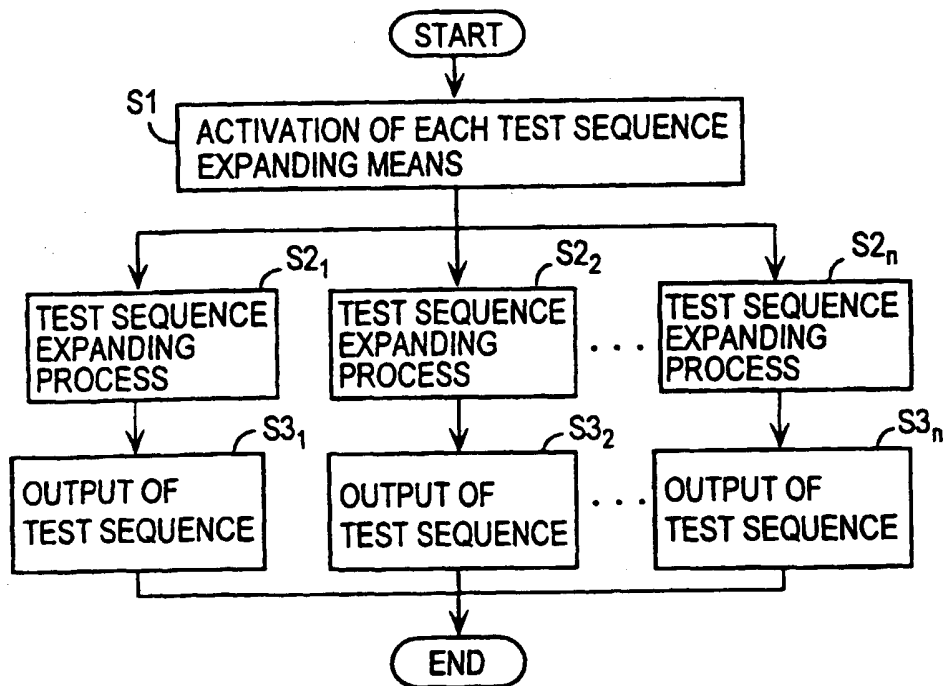 START
S1
ACTIVATION OF EACH TEST SEQUENCE
EXPANDING MEANS
S2₁
TEST SEQUENCE
EXPANDING
PROCESS
S2₂
TEST SEQUENCE
EXPANDING
PROCESS
. . .
S2ₙ
TEST SEQUENCE
EXPANDING
PROCESS
S3₁
OUTPUT OF
TEST SEQUENCE
S3₂
OUTPUT OF
TEST SEQUENCE
. . .
S3ₙ
OUTPUT OF
TEST SEQUENCE
END